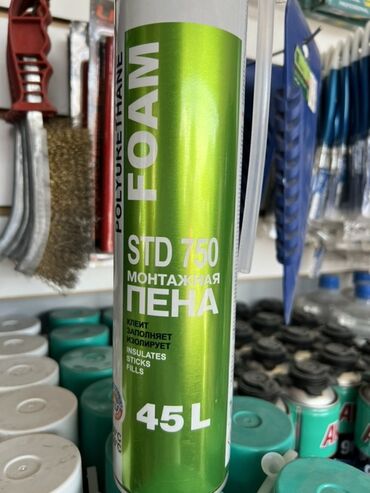 POLYURETHANE
FOAM
STD 750
МОНТАЖНАЯ
ПЕНА
КЛЕИТ
ЗАПОЛНЯЕТ
ИЗОЛИРУЕТ
INSULATES
STICKS
FILLS
45 L